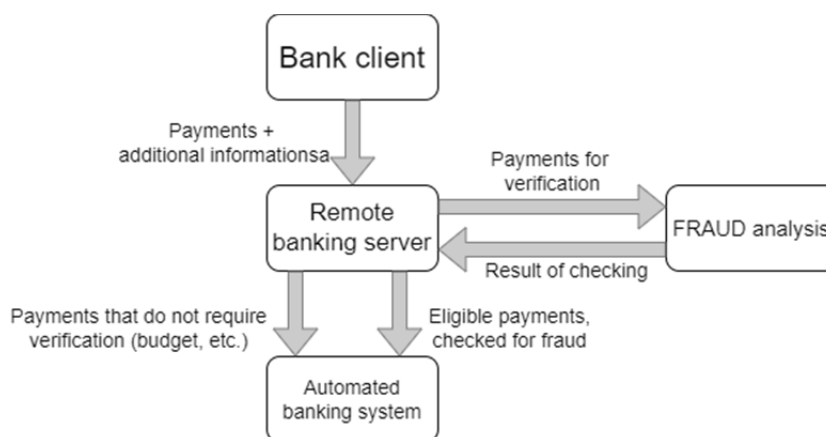 Bank client
Payments +
additional informationsa
Payments for
verification
Remote
banking server
FRAUD analysis
Result of checking
Payments that do not require
verification (budget, etc.)
Eligible payments,
checked for fraud
Automated
banking system